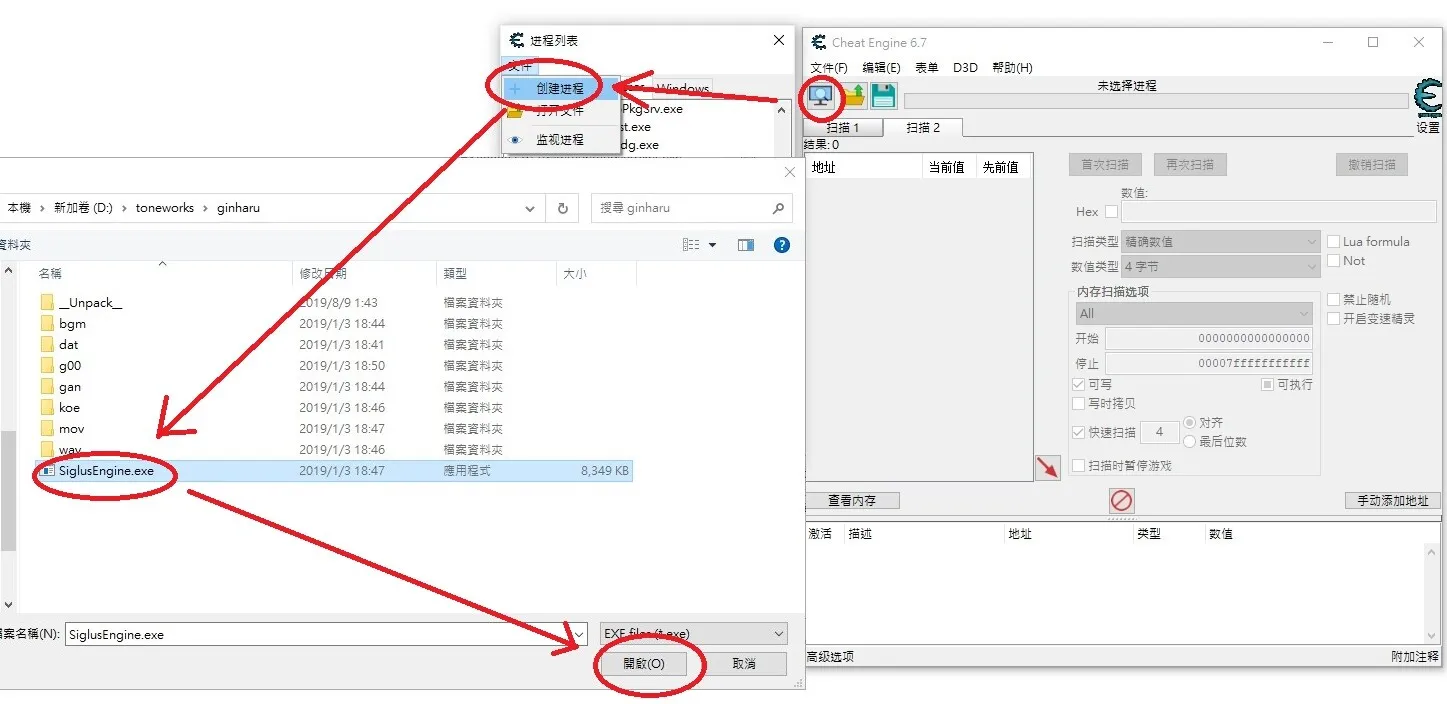 进程列表
文件
创建进程
打开文件
监视进程
Windows
PkgSrv.exe
st.exe
dg.exe
Cheat Engine 6.7
文件(F) 编辑(E) 表单 D3D 帮助(H)
未选择进程
设置
扫描 1 扫描 2
结果: 0
地址 当前值 先前值
首次扫描 再次扫描 撤销扫描
数值:
Hex
扫描类型 精确数值 Lua formula
数值类型 4 字节 Not
内存扫描选项
All
禁止随机
开启变速精灵
开始 0000000000000000
停止 00007fffffffffff
可写 可执行
写时拷贝
快速扫描 4 对齐
最后位数
扫描时暂停游戏
查看内存 手动添加地址
激活 描述 地址 类型 数值
高级选项 附加注释
本機 › 新加卷 (D:) › toneworks › ginharu
搜尋 ginharu
資料夾
名稱 修改日期 類型 大小
__Unpack__ 2019/8/9 1:43 檔案資料夾
bgm 2019/1/3 18:44 檔案資料夾
dat 2019/1/3 18:41 檔案資料夾
g00 2019/1/3 18:50 檔案資料夾
gan 2019/1/3 18:44 檔案資料夾
koe 2019/1/3 18:46 檔案資料夾
mov 2019/1/3 18:47 檔案資料夾
wav 2019/1/3 18:46 檔案資料夾
SiglusEngine.exe 2019/1/3 18:47 應用程式 8,349 KB
檔案名稱(N): SiglusEngine.exe
EXE files (*.exe)
開啟(O) 取消